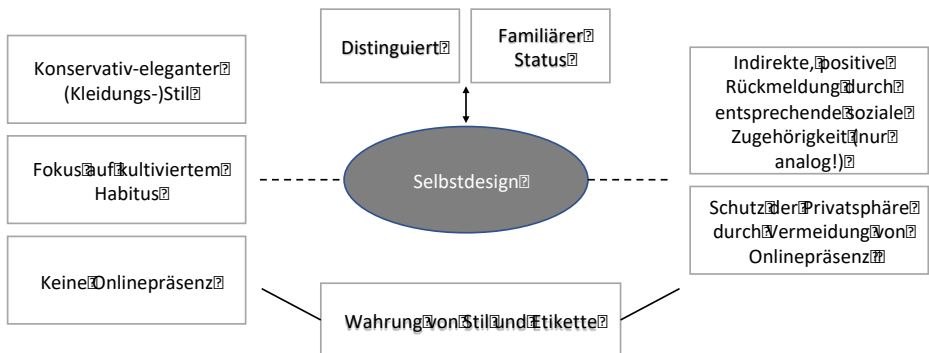 Konservativ-eleganter
(Kleidungs-)Stil
Fokus auf kultiviertem
Habitus
Keine Onlinepräsenz
Distinguiert
Familiärer
Status
Selbstdesign
Wahrung von Stil und Etikette
Indirekte, positive
Rückmeldung durch
entsprechende soziale
Zugehörigkeit (nur
analog!)
Schutz der Privatsphäre
durch Vermeidung von
Onlinepräsenz